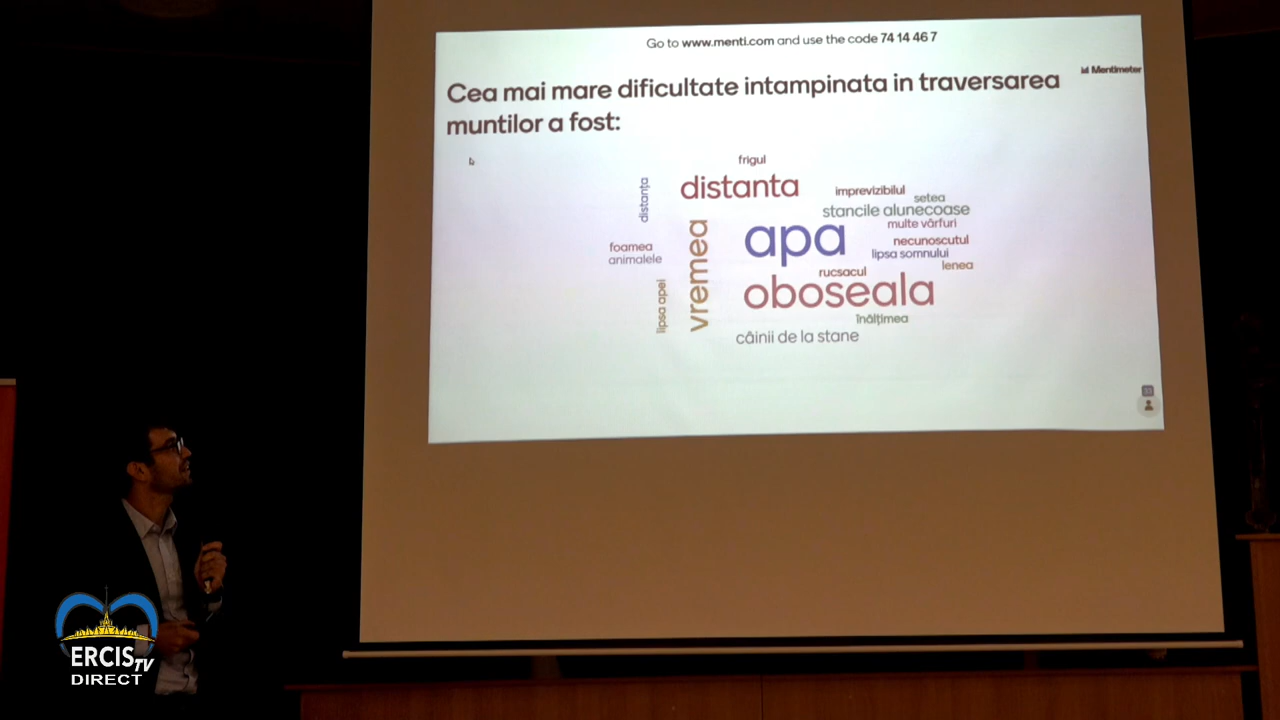 Go to www.menti.com and use the code 74 14 46 7
Mentimeter
Cea mai mare dificultate intampinata in traversarea
muntilor a fost:
frigul
distanța
distanta
imprevizibilul
setea
stancile alunecoase
multe vârfuri
vremea
apa
necunoscutul
foamea
lipsa somnului
animalele
lenea
rucsacul
lipsa apei
oboseala
înălțimea
câinii de la stane
ERCIS TV
DIRECT